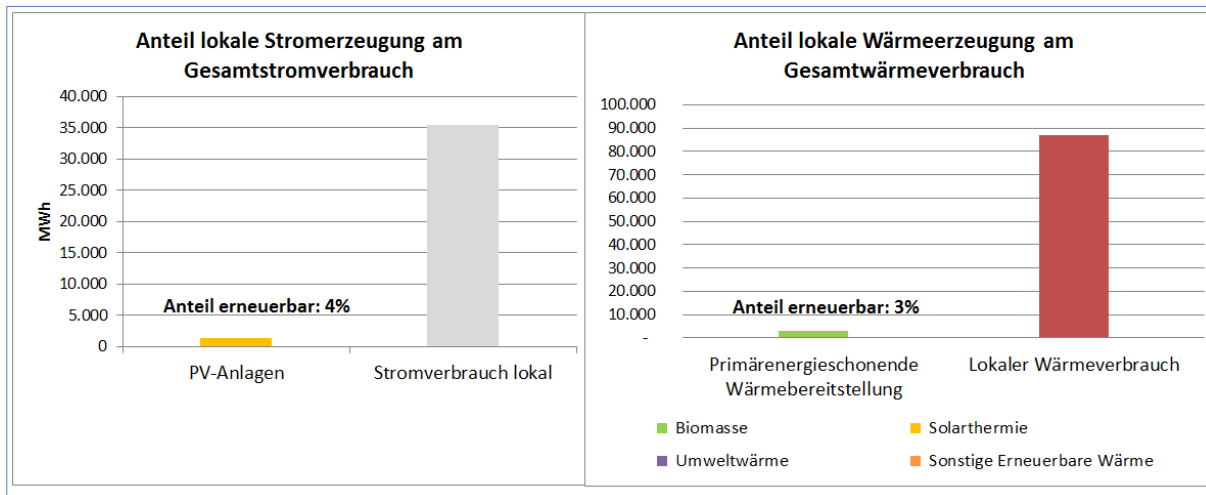 Anteil lokale Stromerzeugung am
Gesamtstromverbrauch
40.000
35.000
30.000
25.000
20.000
15.000
10.000
5.000
0
MWh
Anteil erneuerbar: 4%
PV-Anlagen
Stromverbrauch lokal
Anteil lokale Wärmeerzeugung am
Gesamtwärmeverbrauch
100.000
90.000
80.000
70.000
60.000
50.000
40.000
30.000
20.000
10.000
-
Anteil erneuerbar: 3%
Primärenergieschonende
Wärmebereitstellung
Lokaler Wärmeverbrauch
Biomasse
Solarthermie
Umweltwärme
Sonstige Erneuerbare Wärme